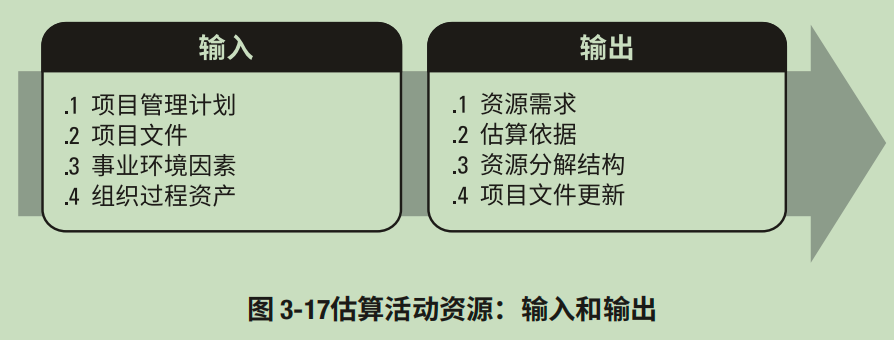 输入
.1 项目管理计划
.2 项目文件
.3 事业环境因素
.4 组织过程资产
输出
.1 资源需求
.2 估算依据
.3 资源分解结构
.4 项目文件更新
图 3-17估算活动资源：输入和输出